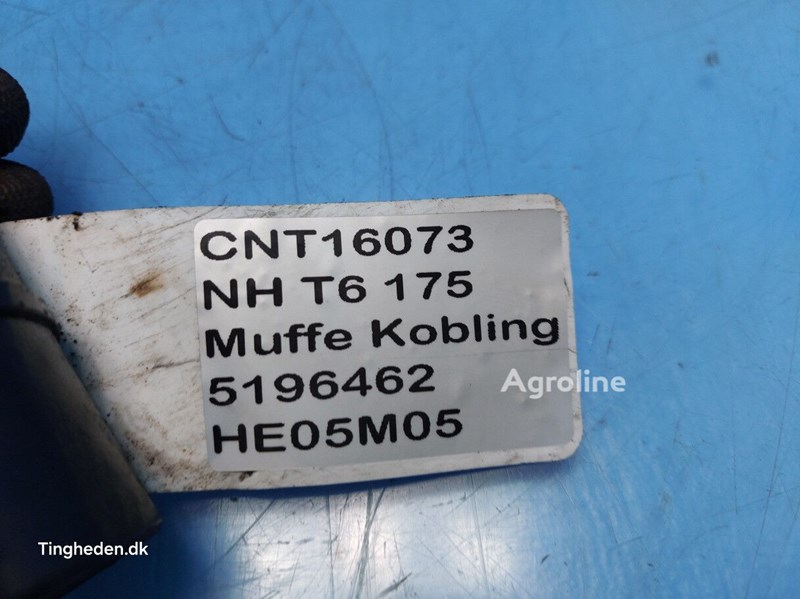 CNT16073
NH T6 175
Muffe Kobling
5196462
HE05M05
Agroline
Tingheden.dk